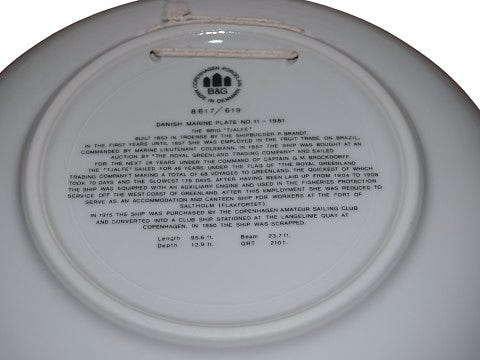 COPENHAGEN PORCELAIN
B&G
MADE IN DENMARK
8617/619
DANISH MARINE PLATE NO. 11 - 1981
THE BRIG "TJALFE"
BUILT 1853 IN TROENSE BY THE SHIPBUILDER P. BRANDT.
IN THE FIRST YEARS UNTIL 1857 SHE WAS EMPLOYED IN THE FRUIT TRADE ON BRAZIL,
COMMANDED BY MARINE LIEUTENANT COLEMANN. IN 1857 THE SHIP WAS BOUGHT AT AN
AUCTION BY "THE ROYAL GREENLAND TRADING COMPANY" AND SAILED
FOR THE NEXT 28 YEARS UNDER THE COMMAND OF CAPTAIN G. M. BROCKDORFF.
THE "TJALFE" SAILED FOR 46 YEARS UNDER THE FLAG OF "THE ROYAL GREENLAND
TRADING COMPANY" MAKING A TOTAL OF 68 VOYAGES TO GREENLAND, THE QUICKEST OF WHICH
TOOK 70 DAYS AND THE SLOWEST 179 DAYS. AFTER HAVING BEEN LAID UP FROM 1904 TO 1908
THE SHIP WAS EQUIPPED WITH AN AUXILIARY ENGINE AND USED IN THE FISHERIES PROTECTION
SERVICE OFF THE WEST COAST OF GREENLAND. AFTER THIS EMPLOYMENT SHE WAS REDUCED TO
SERVE AS AN ACCOMMODATION AND CANTEEN SHIP FOR WORKERS AT THE FORT OF
SALTHOLM (FLAKFORTET).
IN 1915 THE SHIP WAS PURCHASED BY THE COPENHAGEN AMATEUR SAILING CLUB
AND CONVERTED INTO A CLUB SHIP STATIONED AT THE LANGELINIE QUAY AT
COPENHAGEN. IN 1950 THE SHIP WAS SCRAPPED.
Length 95.6 ft. Beam 23.7 ft.
Depth 12.9 ft. GRT 210 t.